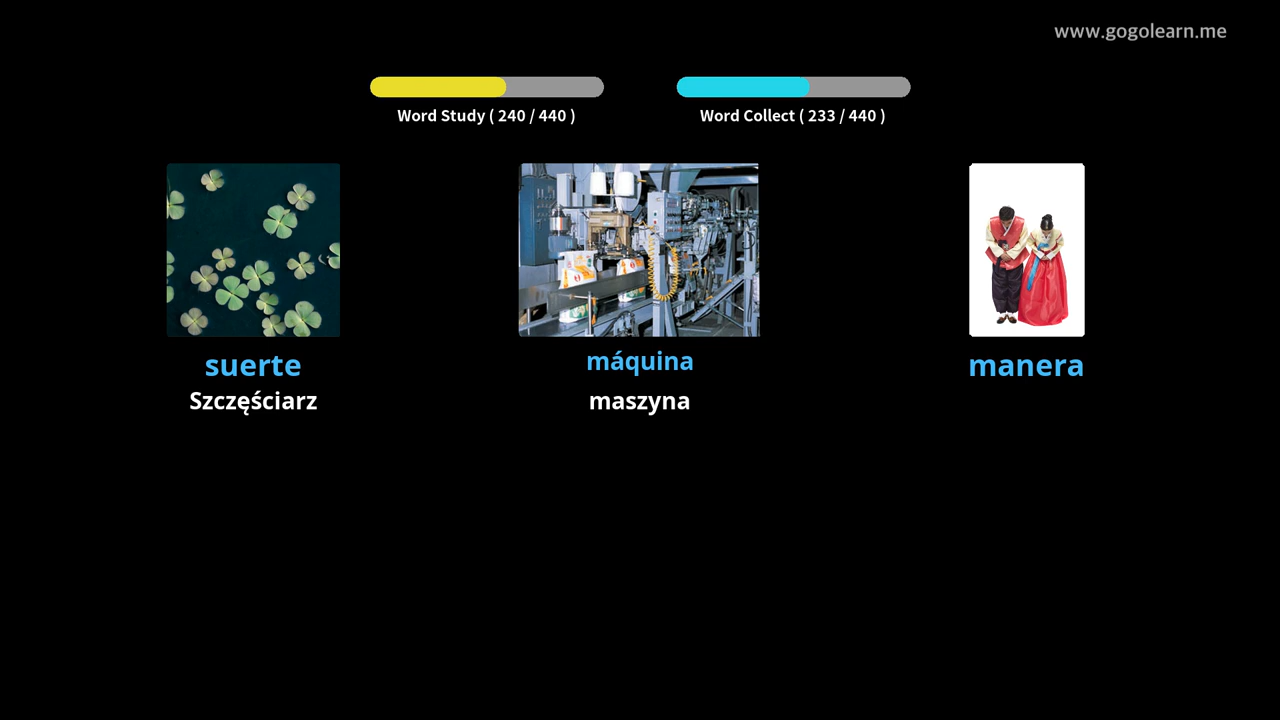 www.gogolearn.me
Word Study ( 240 / 440 )
Word Collect ( 233 / 440 )
suerte
Szczęściarz
máquina
maszyna
manera